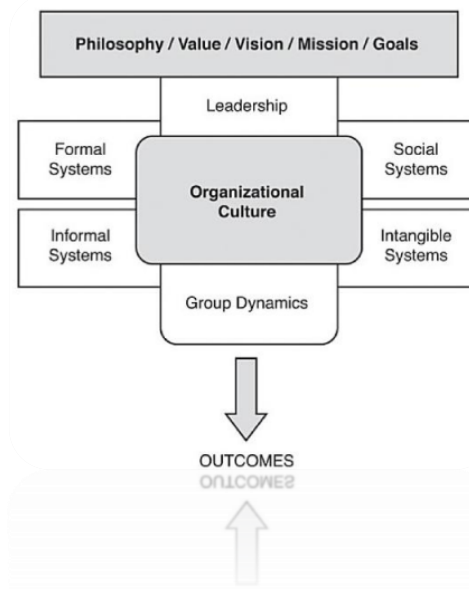 Philosophy / Value / Vision / Mission / Goals
Leadership
Formal
Systems
Social
Systems
Organizational
Culture
Informal
Systems
Intangible
Systems
Group Dynamics
OUTCOMES
OUTCOMES